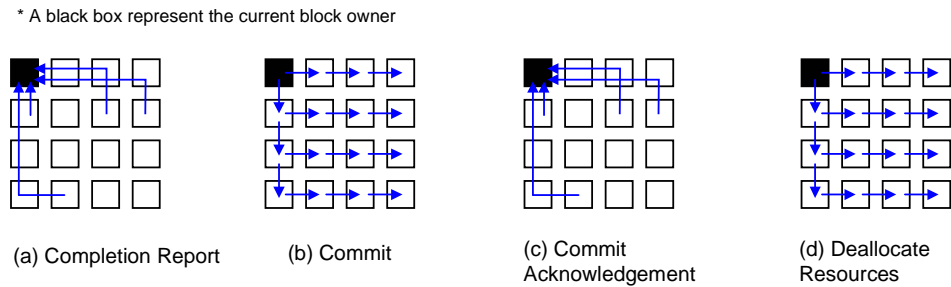 * A black box represent the current block owner
(a) Completion Report
(b) Commit
(c) Commit
Acknowledgement
(d) Deallocate
Resources